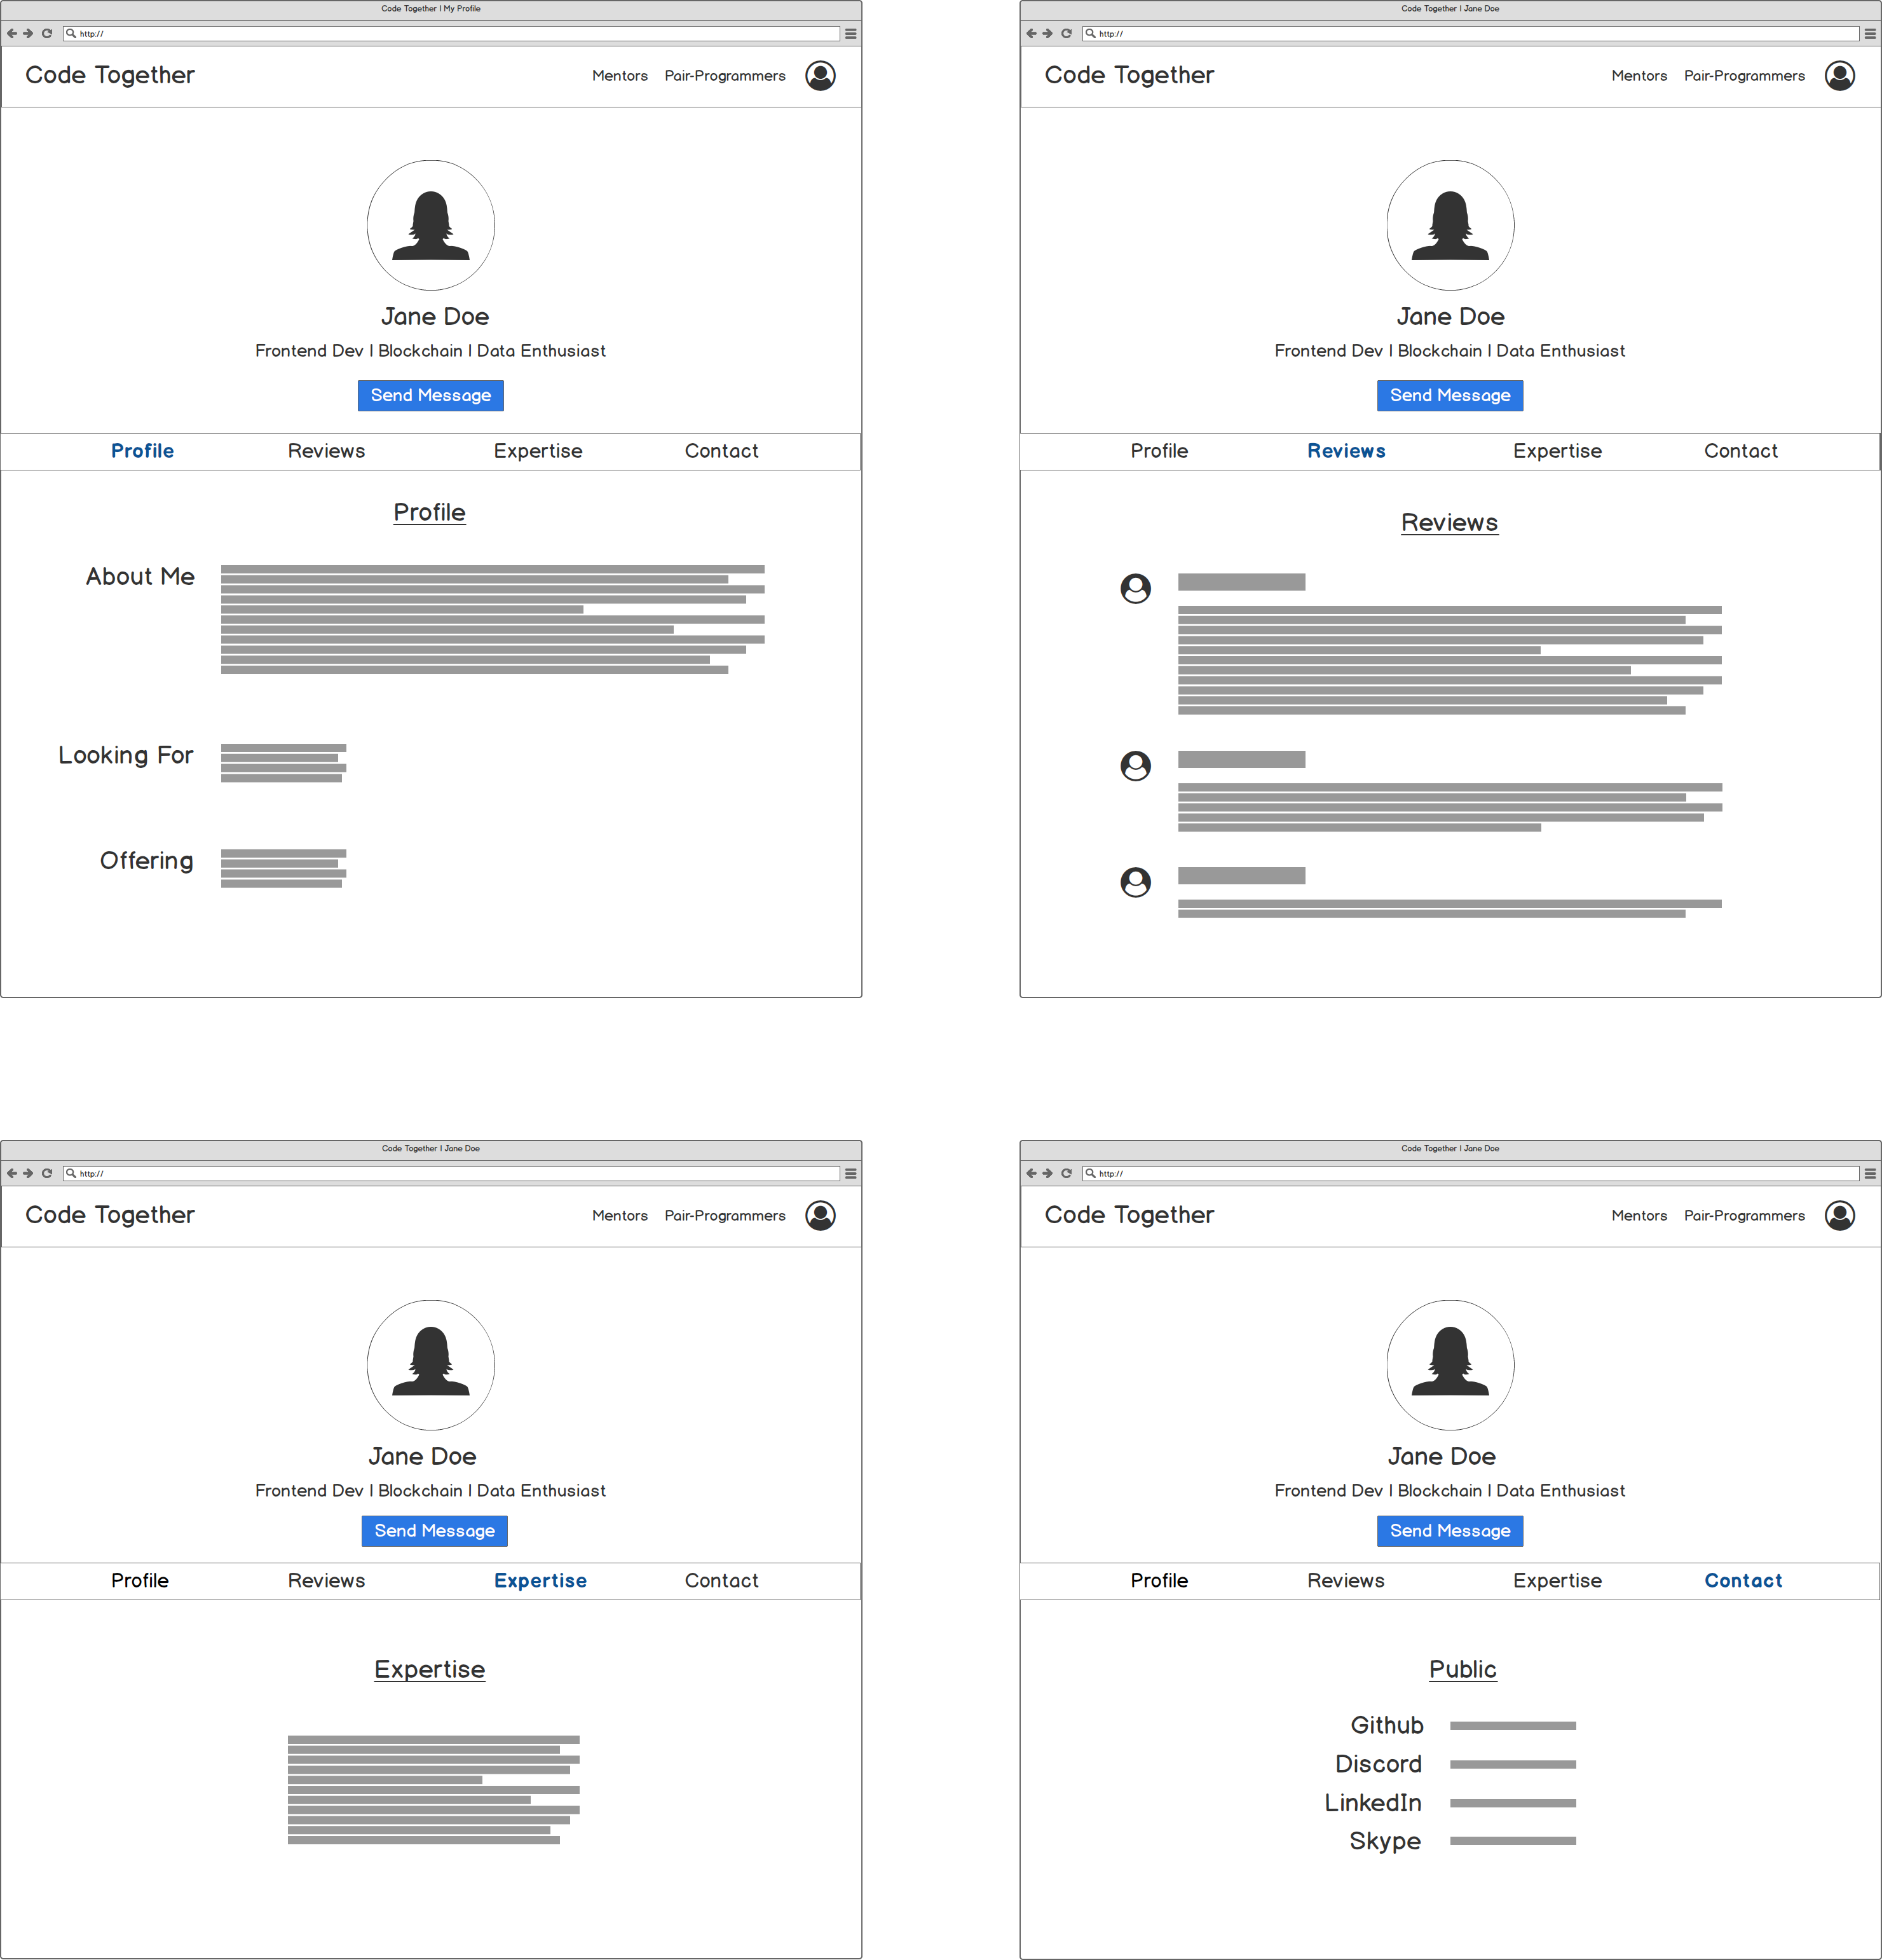 Code Together | My Profile
http://
Code Together
Mentors Pair-Programmers
Jane Doe
Frontend Dev | Blockchain | Data Enthusiast
Send Message
Profile Reviews Expertise Contact
Profile
About Me
Looking For
Offering
Code Together | Jane Doe
http://
Code Together
Mentors Pair-Programmers
Jane Doe
Frontend Dev | Blockchain | Data Enthusiast
Send Message
Profile Reviews Expertise Contact
Reviews
Code Together | Jane Doe
http://
Code Together
Mentors Pair-Programmers
Jane Doe
Frontend Dev | Blockchain | Data Enthusiast
Send Message
Profile Reviews Expertise Contact
Expertise
Code Together | Jane Doe
http://
Code Together
Mentors Pair-Programmers
Jane Doe
Frontend Dev | Blockchain | Data Enthusiast
Send Message
Profile Reviews Expertise Contact
Public
Github
Discord
LinkedIn
Skype